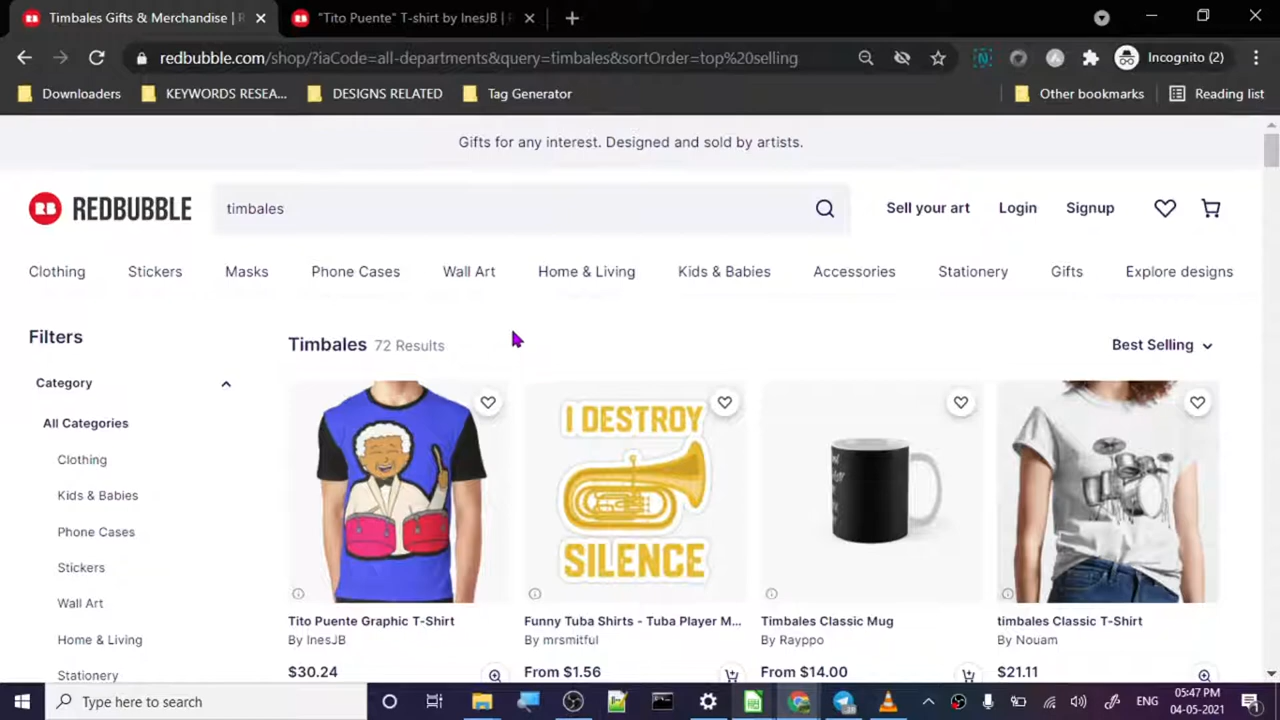 Timbales Gifts & Merchandise | R
"Tito Puente" T-shirt by InesJB | R
redbubble.com/shop/?iaCode=all-departments&query=timbales&sortOrder=top%20selling
Incognito (2)
Downloaders
KEYWORDS RESEA...
DESIGNS RELATED
Tag Generator
Other bookmarks
Reading list
Gifts for any interest. Designed and sold by artists.
RB REDBUBBLE
timbales
Sell your art
Login
Signup
Clothing
Stickers
Masks
Phone Cases
Wall Art
Home & Living
Kids & Babies
Accessories
Stationery
Gifts
Explore designs
Filters
Category
All Categories
Clothing
Kids & Babies
Phone Cases
Stickers
Wall Art
Home & Living
Stationery
Timbales 72 Results
Best Selling
I DESTROY
SILENCE
Tito Puente Graphic T-Shirt
By InesJB
$30.24
Funny Tuba Shirts - Tuba Player M...
By mrsmitful
From $1.56
Timbales Classic Mug
By Rayppo
From $14.00
timbales Classic T-Shirt
By Nouam
$21.11
Type here to search
ENG
05:47 PM
04-05-2021